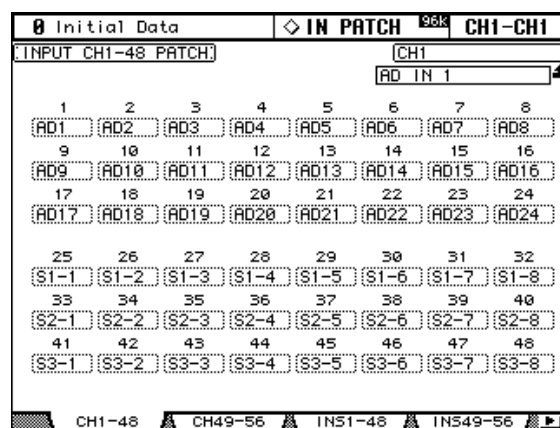 0 Initial Data IN PATCH 96k CH1-CH1
INPUT CH1-48 PATCH CH1
AD IN 1
1 2 3 4 5 6 7 8
AD1 AD2 AD3 AD4 AD5 AD6 AD7 AD8
9 10 11 12 13 14 15 16
AD9 AD10 AD11 AD12 AD13 AD14 AD15 AD16
17 18 19 20 21 22 23 24
AD17 AD18 AD19 AD20 AD21 AD22 AD23 AD24
25 26 27 28 29 30 31 32
S1-1 S1-2 S1-3 S1-4 S1-5 S1-6 S1-7 S1-8
33 34 35 36 37 38 39 40
S2-1 S2-2 S2-3 S2-4 S2-5 S2-6 S2-7 S2-8
41 42 43 44 45 46 47 48
S3-1 S3-2 S3-3 S3-4 S3-5 S3-6 S3-7 S3-8
CH1-48 CH49-56 INS1-48 INS49-56